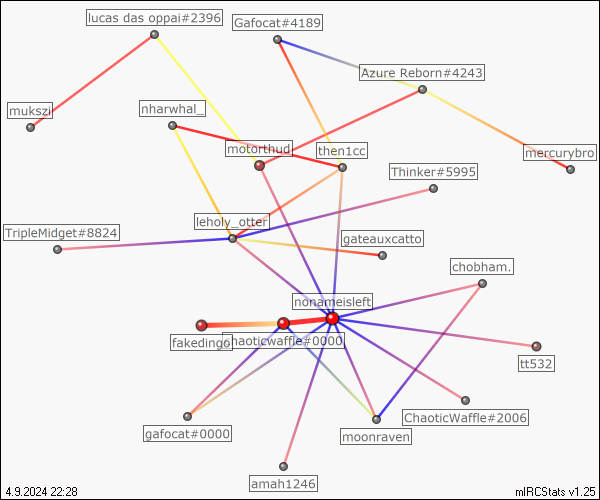 lucas das oppai#2396
Gafocat#4189
Azure Reborn#4243
mukszi
nharwhal_
motorthud
then1cc
mercurybro
Thinker#5995
TripleMidget#8824
leholy_otter
gateauxcatto
chobham.
nonameisleft
fakedingo
chaoticwaffle#0000
tt532
ChaoticWaffle#2006
gafocat#0000
moonraven
amah1246
4.9.2024 22:28
mIRCStats v1.25